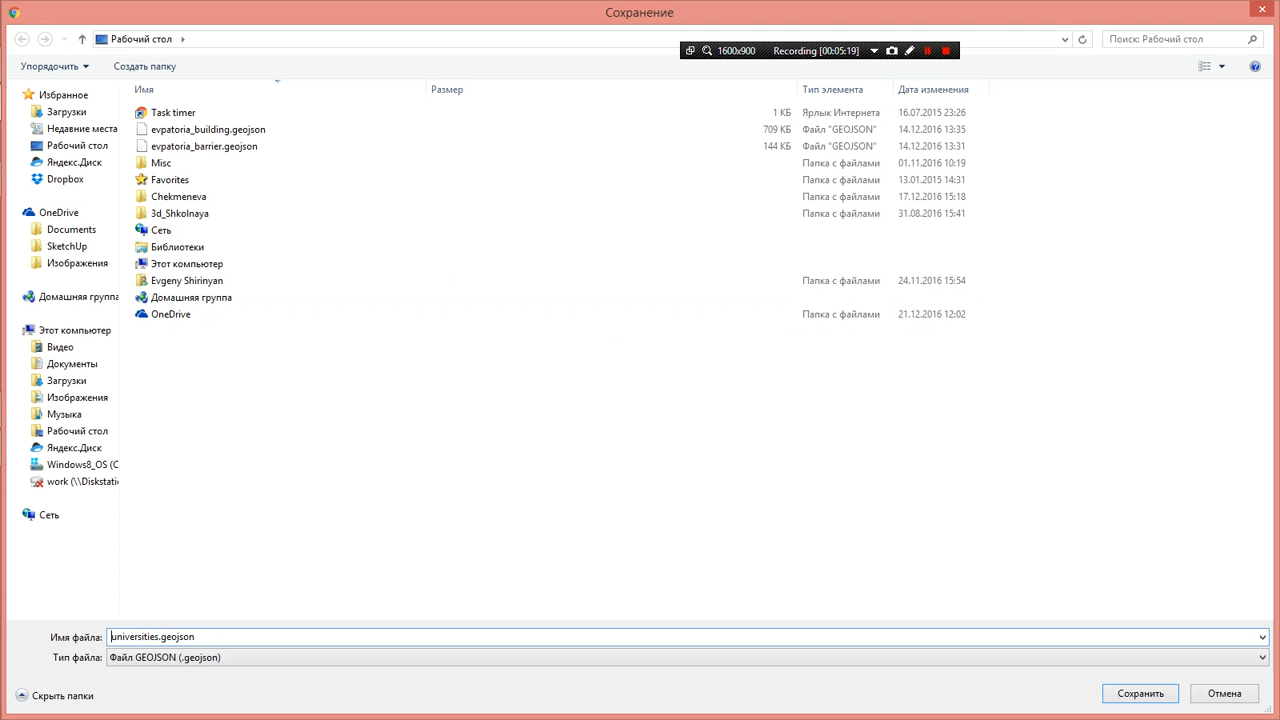 Сохранение
Рабочий стол
1600x900 Recording [00:05:19]
Поиск: Рабочий стол
Упорядочить Создать папку
Имя Размер Тип элемента Дата изменения
Task timer 1 КБ Ярлык Интернета 16.07.2015 23:26
evpatoria_building.geojson 709 КБ Файл "GEOJSON" 14.12.2016 13:35
evpatoria_barrier.geojson 144 КБ Файл "GEOJSON" 14.12.2016 13:31
Misc Папка с файлами 01.11.2016 10:19
Favorites Папка с файлами 13.01.2015 14:31
Chekmeneva Папка с файлами 17.12.2016 15:18
3d_Shkolnaya Папка с файлами 31.08.2016 15:41
Сеть
Библиотеки
Этот компьютер
Evgeny Shirinyan Папка с файлами 24.11.2016 15:54
Домашняя группа
OneDrive Папка с файлами 21.12.2016 12:02
Избранное
Загрузки
Недавние места
Рабочий стол
Яндекс.Диск
Dropbox
OneDrive
Documents
SketchUp
Изображения
Домашняя группа
Этот компьютер
Видео
Документы
Загрузки
Изображения
Музыка
Рабочий стол
Яндекс.Диск
Windows8_OS (C
work (\\Diskstati
Сеть
Имя файла: universities.geojson
Тип файла: Файл GEOJSON (.geojson)
Скрыть папки
Сохранить Отмена